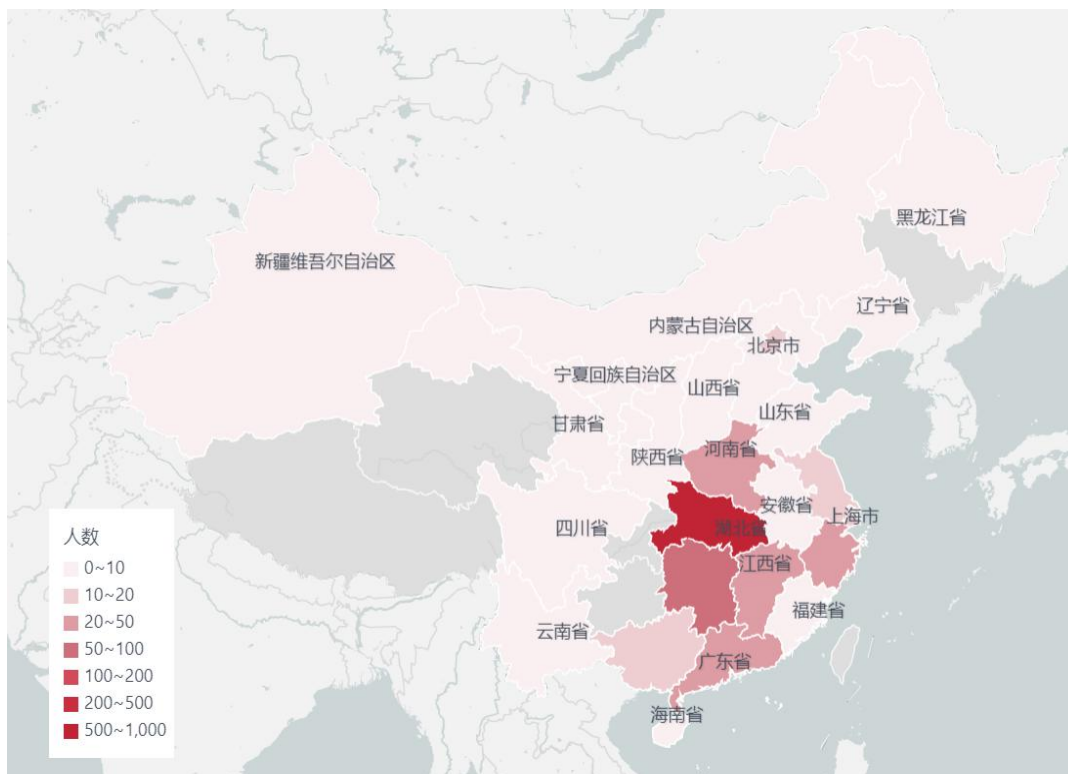 黑龙江省
新疆维吾尔自治区
辽宁省
内蒙古自治区
北京市
宁夏回族自治区
山西省
山东省
甘肃省
河南省
陕西省
安徽省
四川省
湖北省
上海市
江西省
福建省
云南省
广东省
海南省
人数
0~10
10~20
20~50
50~100
100~200
200~500
500~1,000